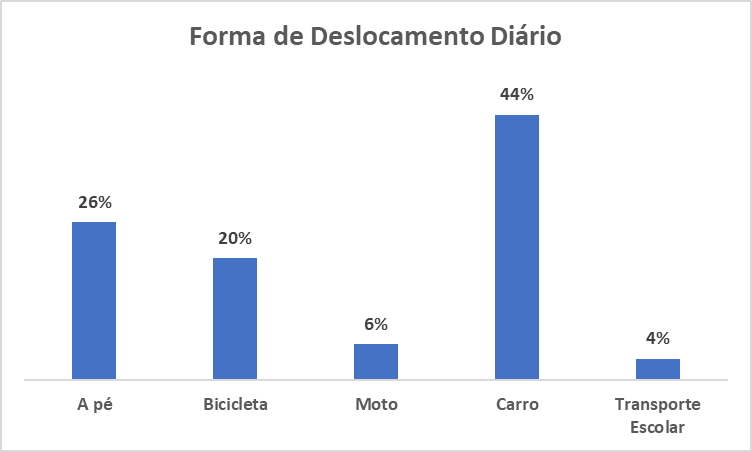 Forma de Deslocamento Diário
44%
26%
20%
6%
4%
A pé
Bicicleta
Moto
Carro
Transporte
Escolar